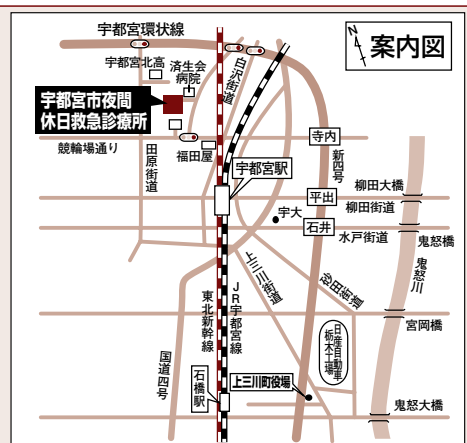 案内図
N
宇都宮環状線
宇都宮北高
済生会
病院
白沢街道
宇都宮市夜間
休日救急診療所
競輪場通り
田原街道
福田屋
宇都宮駅
寺内
新四号
平出
石井
宇大
柳田大橋
柳田街道
水戸街道
鬼怒橋
鬼怒川
上三川街道
砂田街道
東北新幹線
JR宇都宮線
宮岡橋
日産自動車
栃木工場
国道四号
石橋駅
上三川町役場
鬼怒大橋